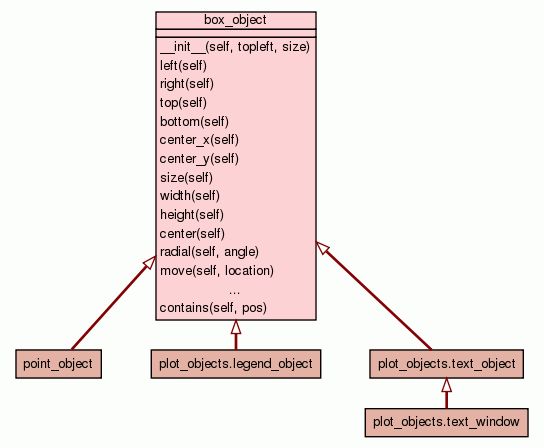 box_object
__init__(self, topleft, size)
left(self)
right(self)
top(self)
bottom(self)
center_x(self)
center_y(self)
size(self)
width(self)
height(self)
center(self)
radial(self, angle)
move(self, location)
...
contains(self, pos)
point_object
plot_objects.legend_object
plot_objects.text_object
plot_objects.text_window